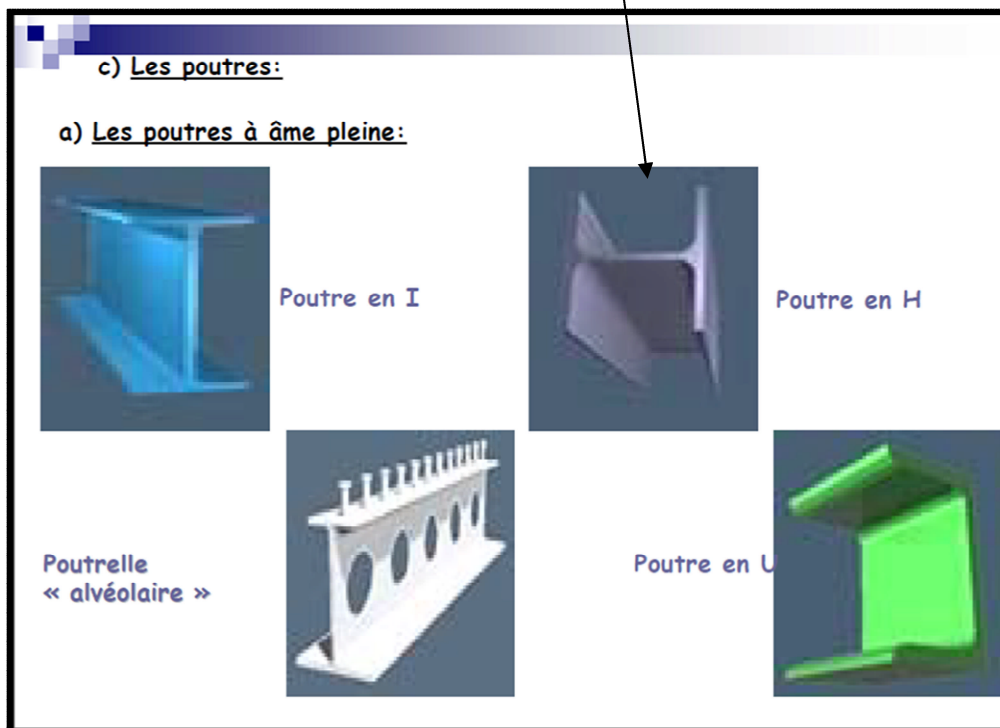 c) Les poutres:
a) Les poutres à âme pleine:
Poutre en I
Poutre en H
Poutrelle
« alvéolaire »
Poutre en U